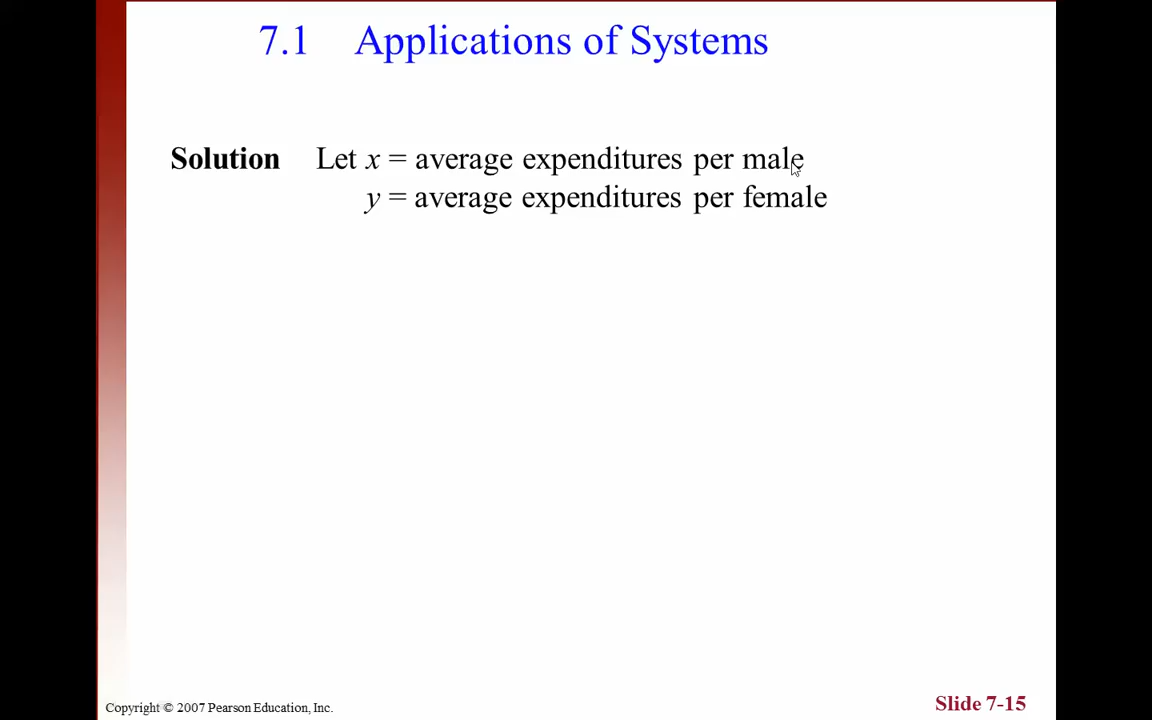 7.1 Applications of Systems
Solution Let x = average expenditures per male
y = average expenditures per female
Copyright © 2007 Pearson Education, Inc.
Slide 7-15